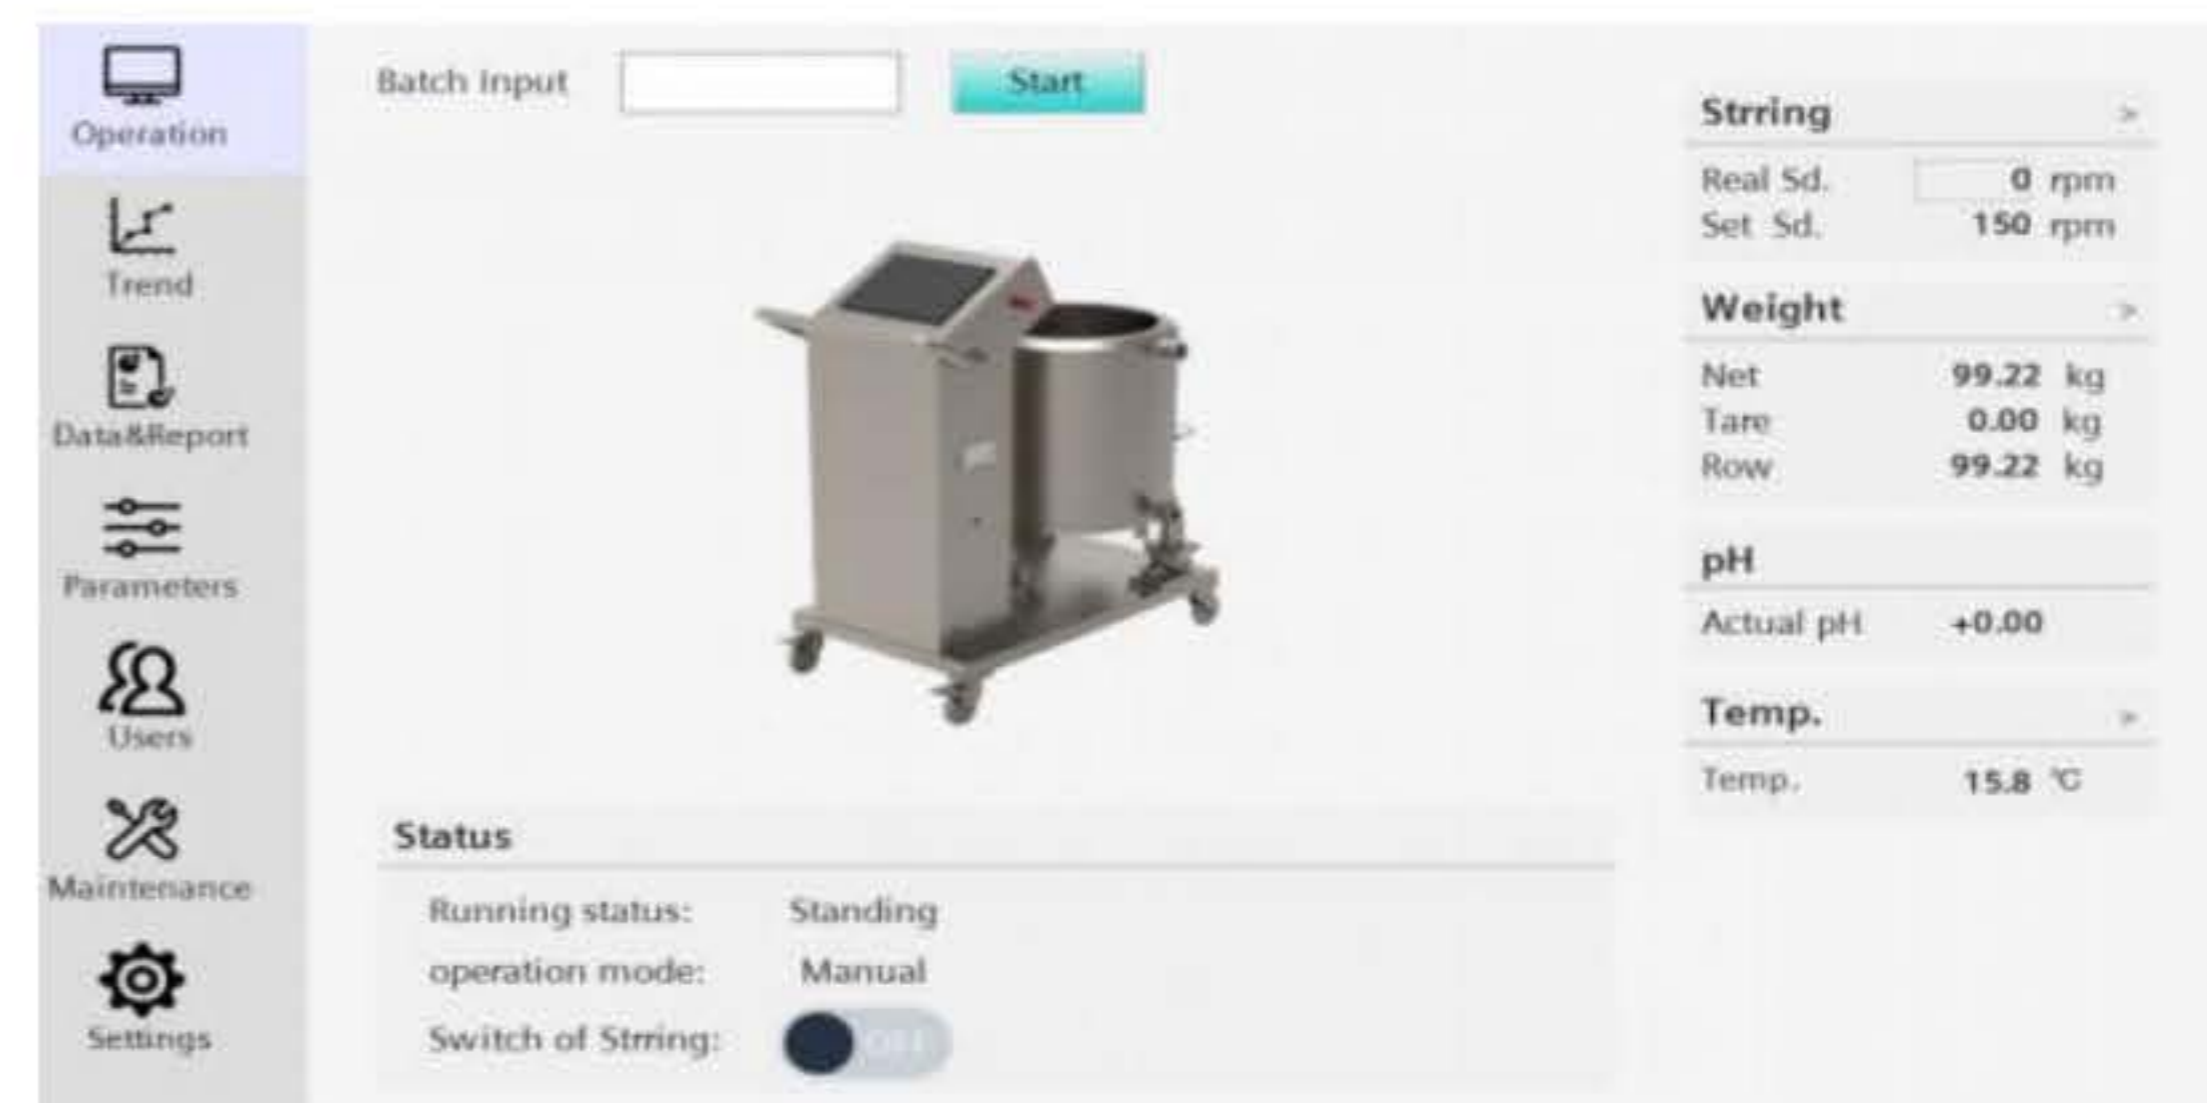 Operation
Trend
Data&Report
Parameters
Users
Maintenance
Settings
Batch Input
Start
Status
Running status: Standing
operation mode: Manual
Switch of Strring: OFF
Strring >
Real Sd. 0 rpm
Set Sd. 150 rpm
Weight >
Net 99.22 kg
Tare 0.00 kg
Row 99.22 kg
pH
Actual pH +0.00
Temp. >
Temp. 15.8 ℃